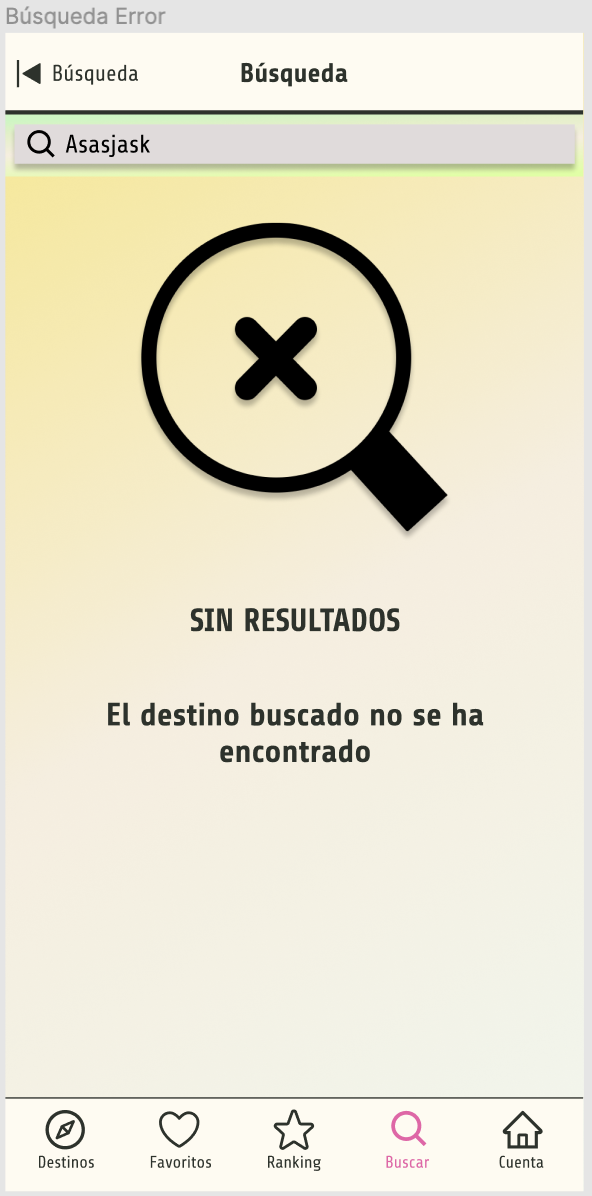 Búsqueda Error
Búsqueda
Búsqueda
Asasjask
SIN RESULTADOS
El destino buscado no se ha
encontrado
Destinos
Favoritos
Ranking
Buscar
Cuenta